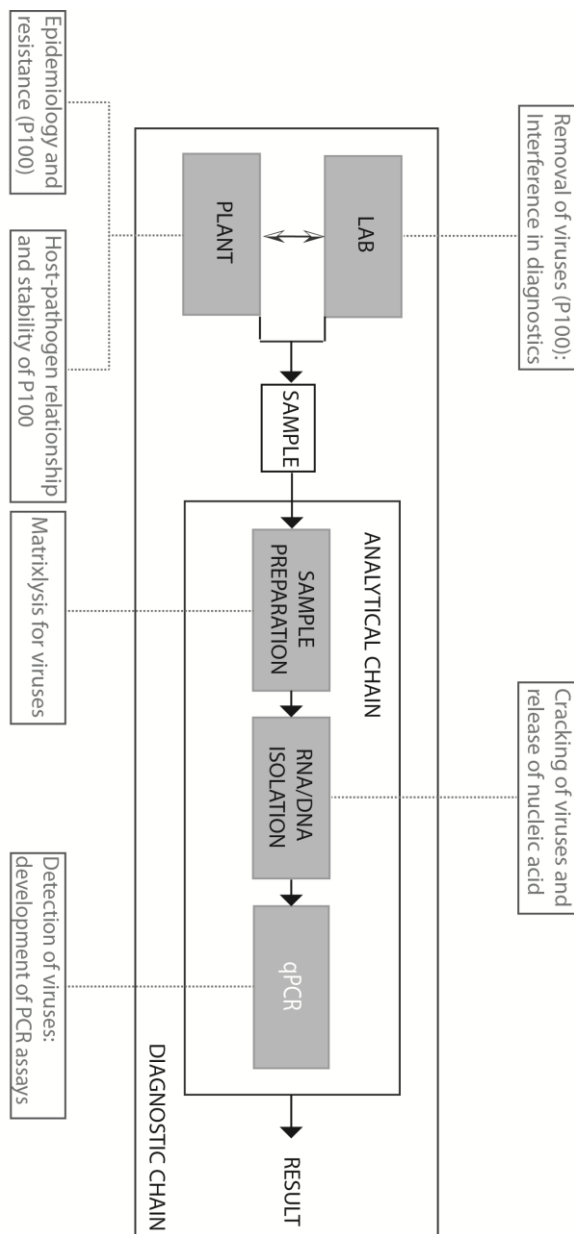 Removal of viruses (P100):
Interference in diagnostics
Cracking of viruses and
release of nucleic acid
LAB
PLANT
SAMPLE
ANALYTICAL CHAIN
SAMPLE
PREPARATION
RNA/DNA
ISOLATION
qPCR
RESULT
DIAGNOSTIC CHAIN
Epidemiology and
resistance (P100)
Host-pathogen relationship
and stability of P100
Matrixlysis for viruses
Detection of viruses:
development of PCR assays